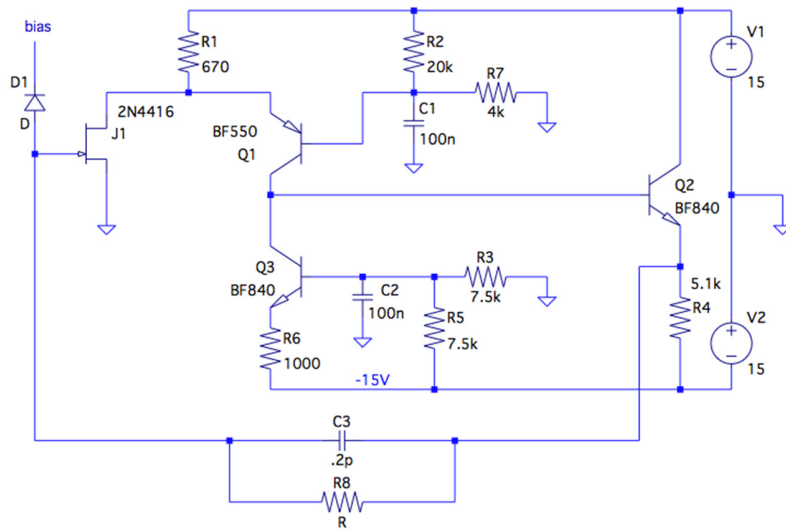 bias
D1
D
2N4416
J1
R1
670
BF550
Q1
R2
20k
C1
100n
R7
4k
V1
15
Q2
BF840
Q3
BF840
C2
100n
R3
7.5k
R5
7.5k
R6
1000
-15V
5.1k
R4
V2
15
C3
.2p
R8
R